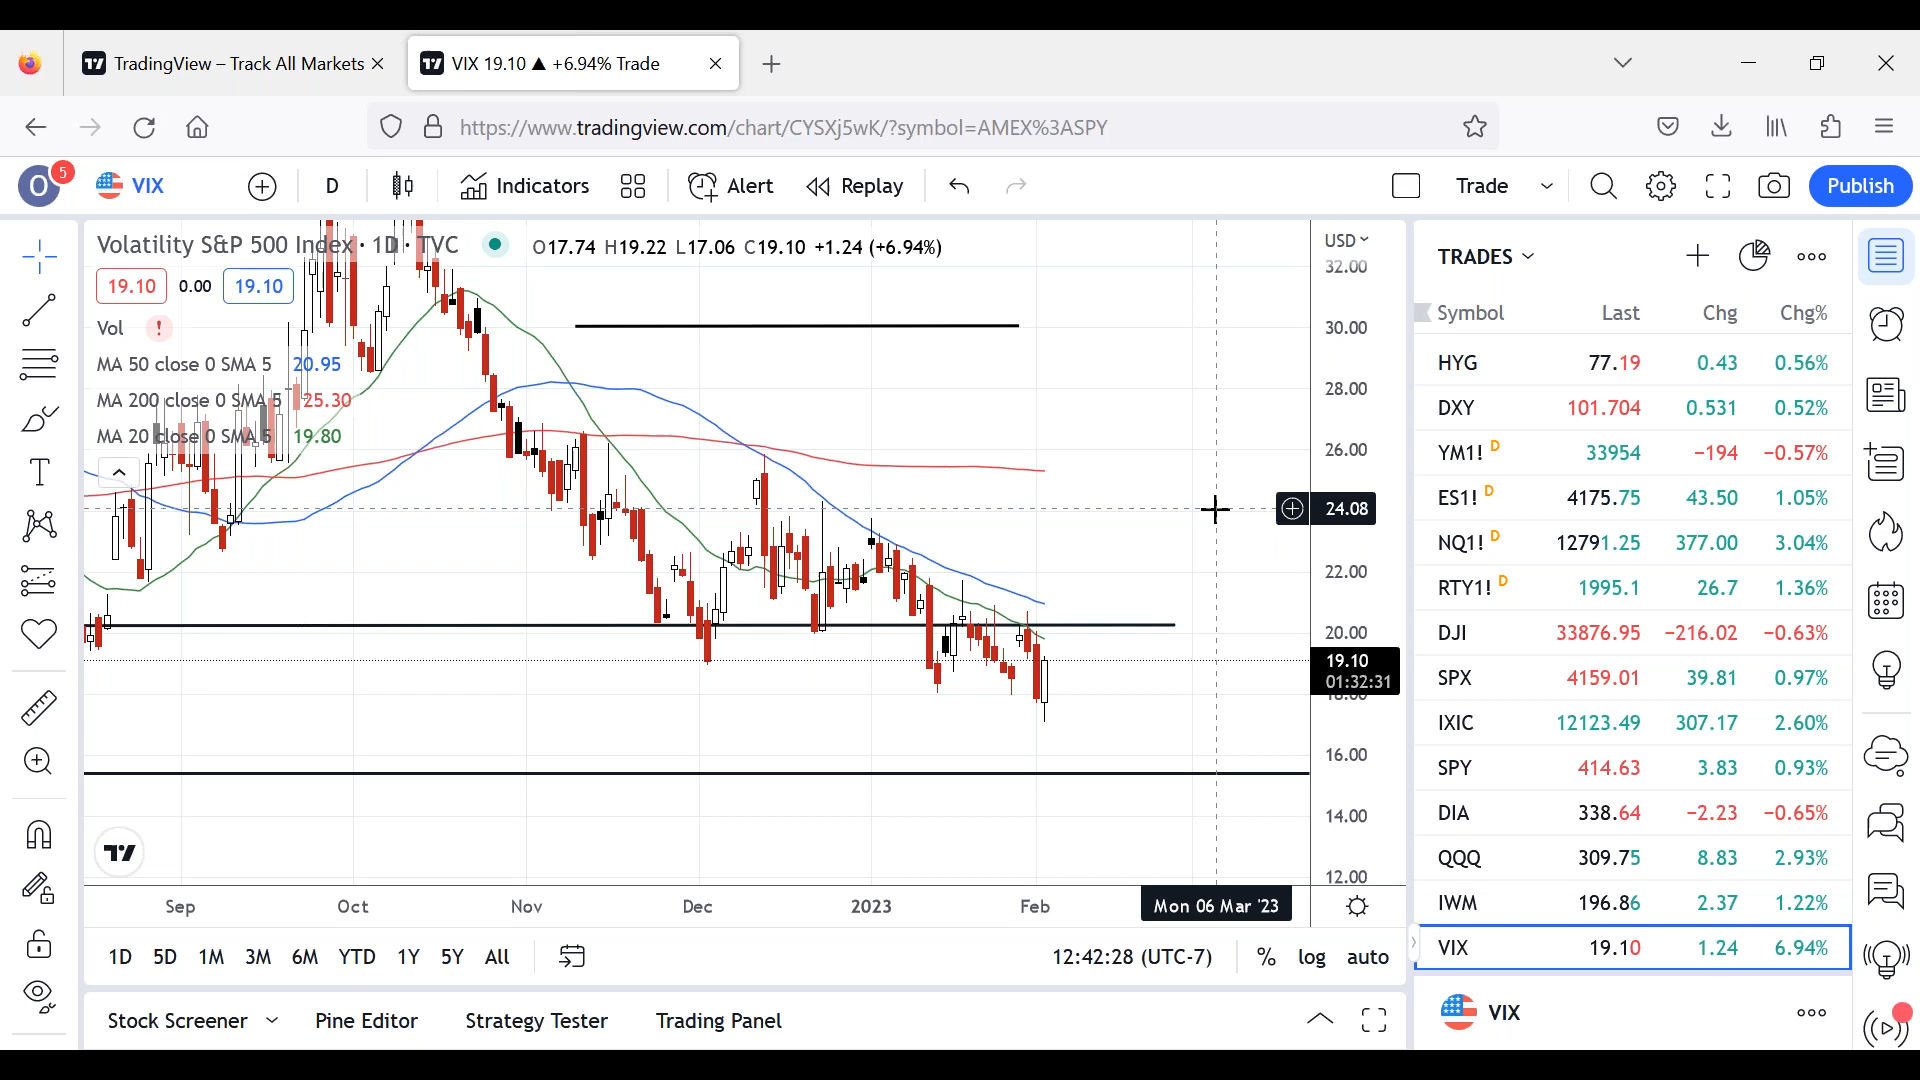 TradingView – Track All Markets
VIX 19.10 ▲ +6.94% Trade
https://www.tradingview.com/chart/CYSXj5wK/?symbol=AMEX%3ASPY
O 5 VIX D Indicators Alert Replay Trade Publish
Volatility S&P 500 Index · 1D · TVC O17.74 H19.22 L17.06 C19.10 +1.24 (+6.94%)
19.10 0.00 19.10
Vol !
MA 50 close 0 SMA 5 20.95
MA 200 close 0 SMA 5 25.30
MA 20 close 0 SMA 5 19.80
USD
32.00
30.00
28.00
26.00
24.08
22.00
20.00
19.10
01:32:31
18.00
16.00
14.00
12.00
Sep Oct Nov Dec 2023 Feb Mon 06 Mar '23
1D 5D 1M 3M 6M YTD 1Y 5Y All 12:42:28 (UTC-7) % log auto
Stock Screener Pine Editor Strategy Tester Trading Panel
TRADES
Symbol Last Chg Chg%
HYG 77.19 0.43 0.56%
DXY 101.704 0.531 0.52%
YM1! D 33954 −194 −0.57%
ES1! D 4175.75 43.50 1.05%
NQ1! D 12791.25 377.00 3.04%
RTY1! D 1995.1 26.7 1.36%
DJI 33876.95 −216.02 −0.63%
SPX 4159.01 39.81 0.97%
IXIC 12123.49 307.17 2.60%
SPY 414.63 3.83 0.93%
DIA 338.64 −2.23 −0.65%
QQQ 309.75 8.83 2.93%
IWM 196.86 2.37 1.22%
VIX 19.10 1.24 6.94%
VIX